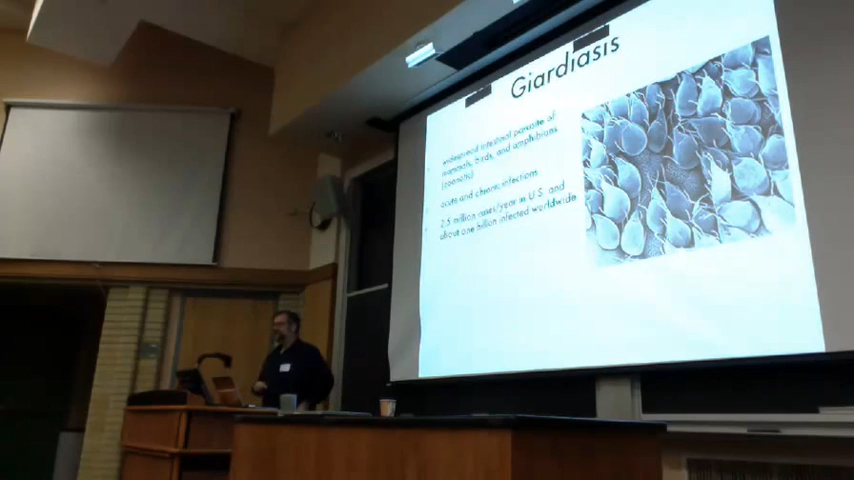 Giardiasis
widespread intestinal parasite of
mammals, birds, and amphibians
(zoonotic)
acute and chronic infections
2.5 million cases/year in U.S. and
about one billion infected worldwide